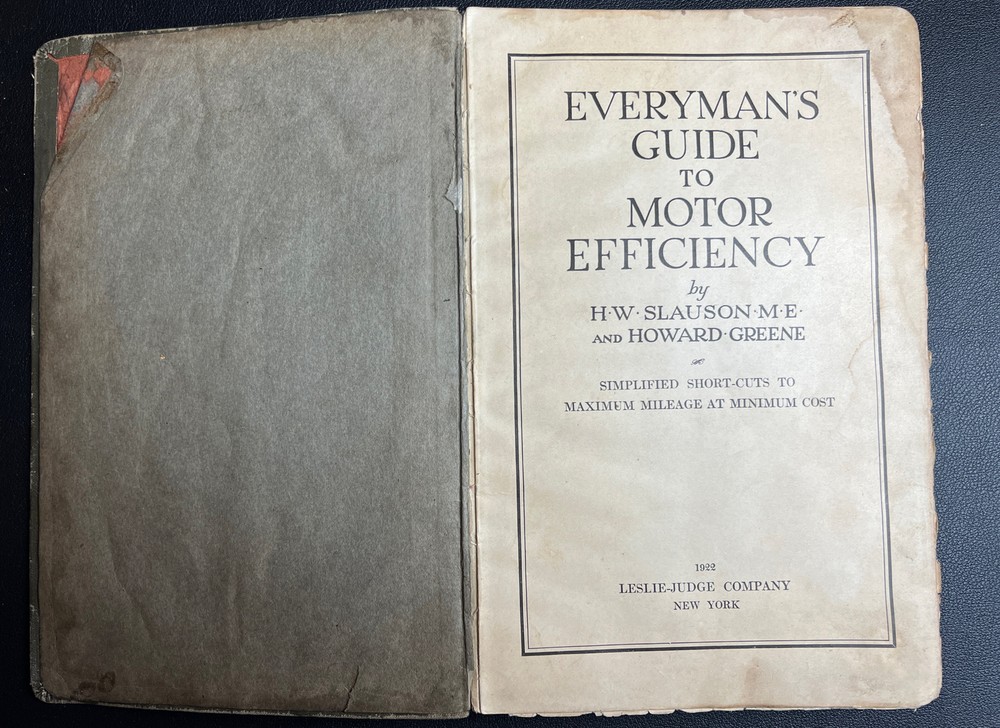 EVERYMAN'S
GUIDE
TO
MOTOR
EFFICIENCY
by
H·W·SLAUSON·M·E·
AND HOWARD·GREENE
SIMPLIFIED SHORT-CUTS TO
MAXIMUM MILEAGE AT MINIMUM COST
1922
LESLIE-JUDGE COMPANY
NEW YORK